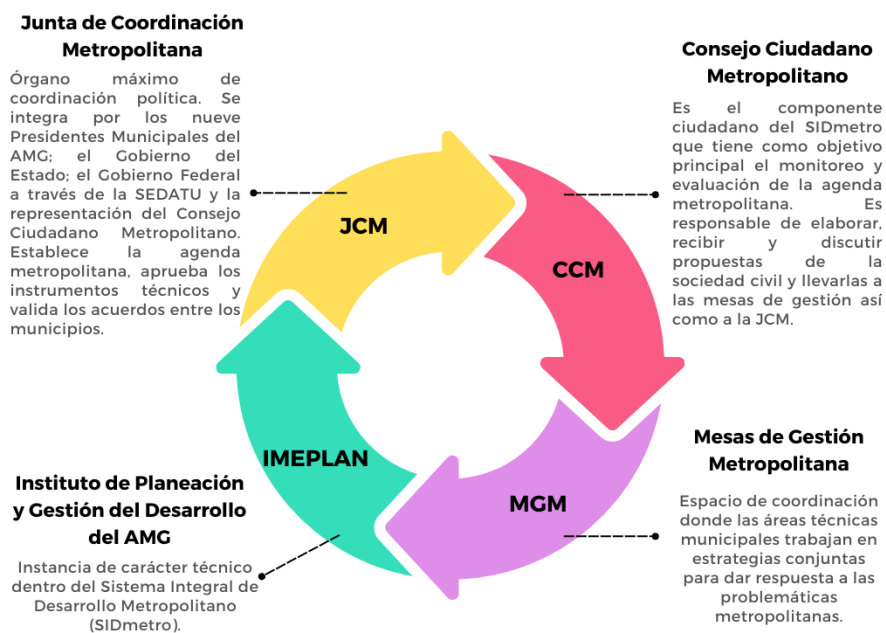 Junta de Coordinación
Metropolitana
Órgano máximo de
coordinación política. Se
integra por los nueve
Presidentes Municipales del
AMG; el Gobierno del
Estado; el Gobierno Federal
a través de la SEDATU y la
representación del Consejo
Ciudadano Metropolitano.
Establece la agenda
metropolitana, aprueba los
instrumentos técnicos y
valida los acuerdos entre los
municipios.
Consejo Ciudadano
Metropolitano
Es el componente
ciudadano del SIDmetro
que tiene como objetivo
principal el monitoreo y
evaluación de la agenda
metropolitana. Es
responsable de elaborar,
recibir y discutir
propuestas de la
sociedad civil y llevarlas a
las mesas de gestión así
como a la JCM.
JCM
CCM
IMEPLAN
MGM
Instituto de Planeación
y Gestión del Desarrollo
del AMG
Instancia de carácter técnico
dentro del Sistema Integral de
Desarrollo Metropolitano
(SIDmetro).
Mesas de Gestión
Metropolitana
Espacio de coordinación
donde las áreas técnicas
municipales trabajan en
estrategias conjuntas
para dar respuesta a las
problemáticas
metropolitanas.